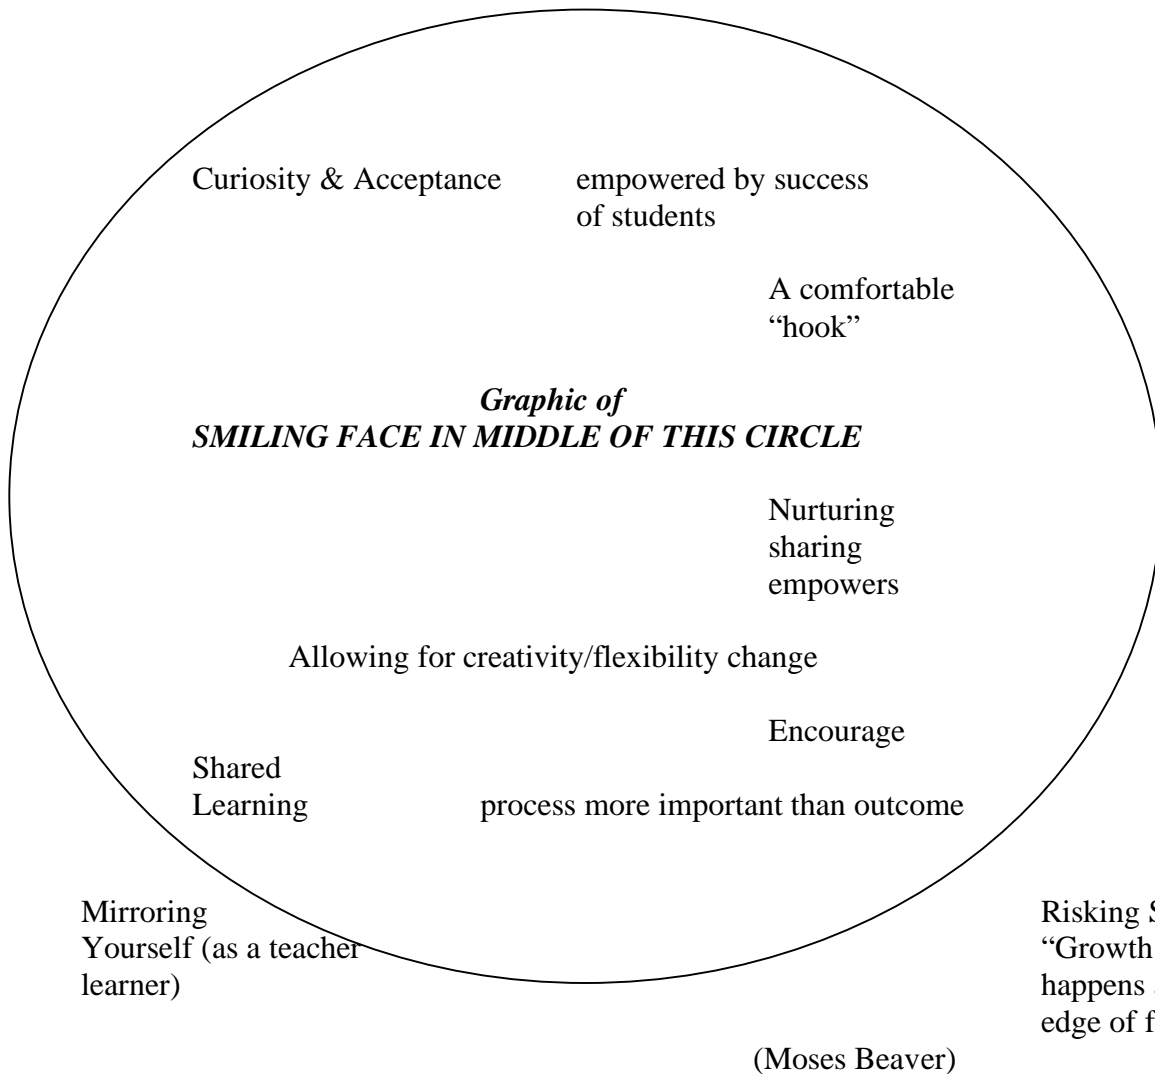 Curiosity & Acceptance empowered by success
of students
A comfortable
“hook”
Graphic of
SMILING FACE IN MIDDLE OF THIS CIRCLE
Nurturing
sharing
empowers
Allowing for creativity/flexibility change
Encourage
Shared
Learning process more important than outcome
Mirroring
Yourself (as a teacher
learner)
Risking
“Growth
happens
edge of
(Moses Beaver)